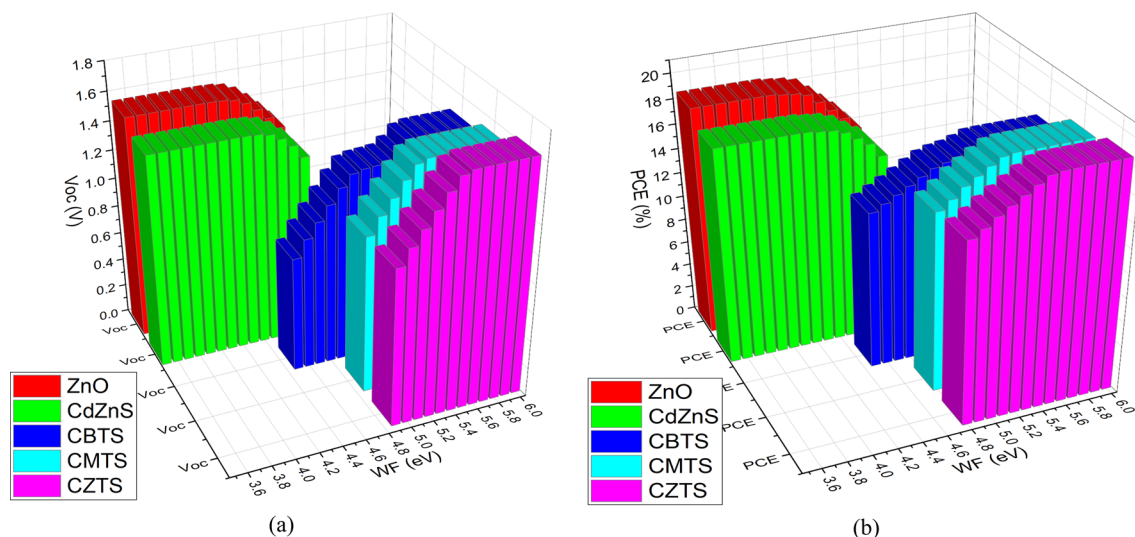 1.8
1.6
1.4
1.2
1.0
0.8
0.6
0.4
0.2
0.0
Voc (V)
Voc
Voc
Voc
Voc
Voc
3.6
3.8
4.0
4.2
4.4
4.6
4.8
5.0
5.2
5.4
5.6
5.8
6.0
WF (eV)
ZnO
CdZnS
CBTS
CMTS
CZTS
(a)
20
18
16
14
12
10
8
6
4
2
0
PCE (%)
PCE
PCE
E
PCE
PCE
3.6
3.8
4.0
4.2
4.4
4.6
4.8
5.0
5.2
5.4
5.6
5.8
6.0
WF (eV)
ZnO
CdZnS
CBTS
CMTS
CZTS
(b)